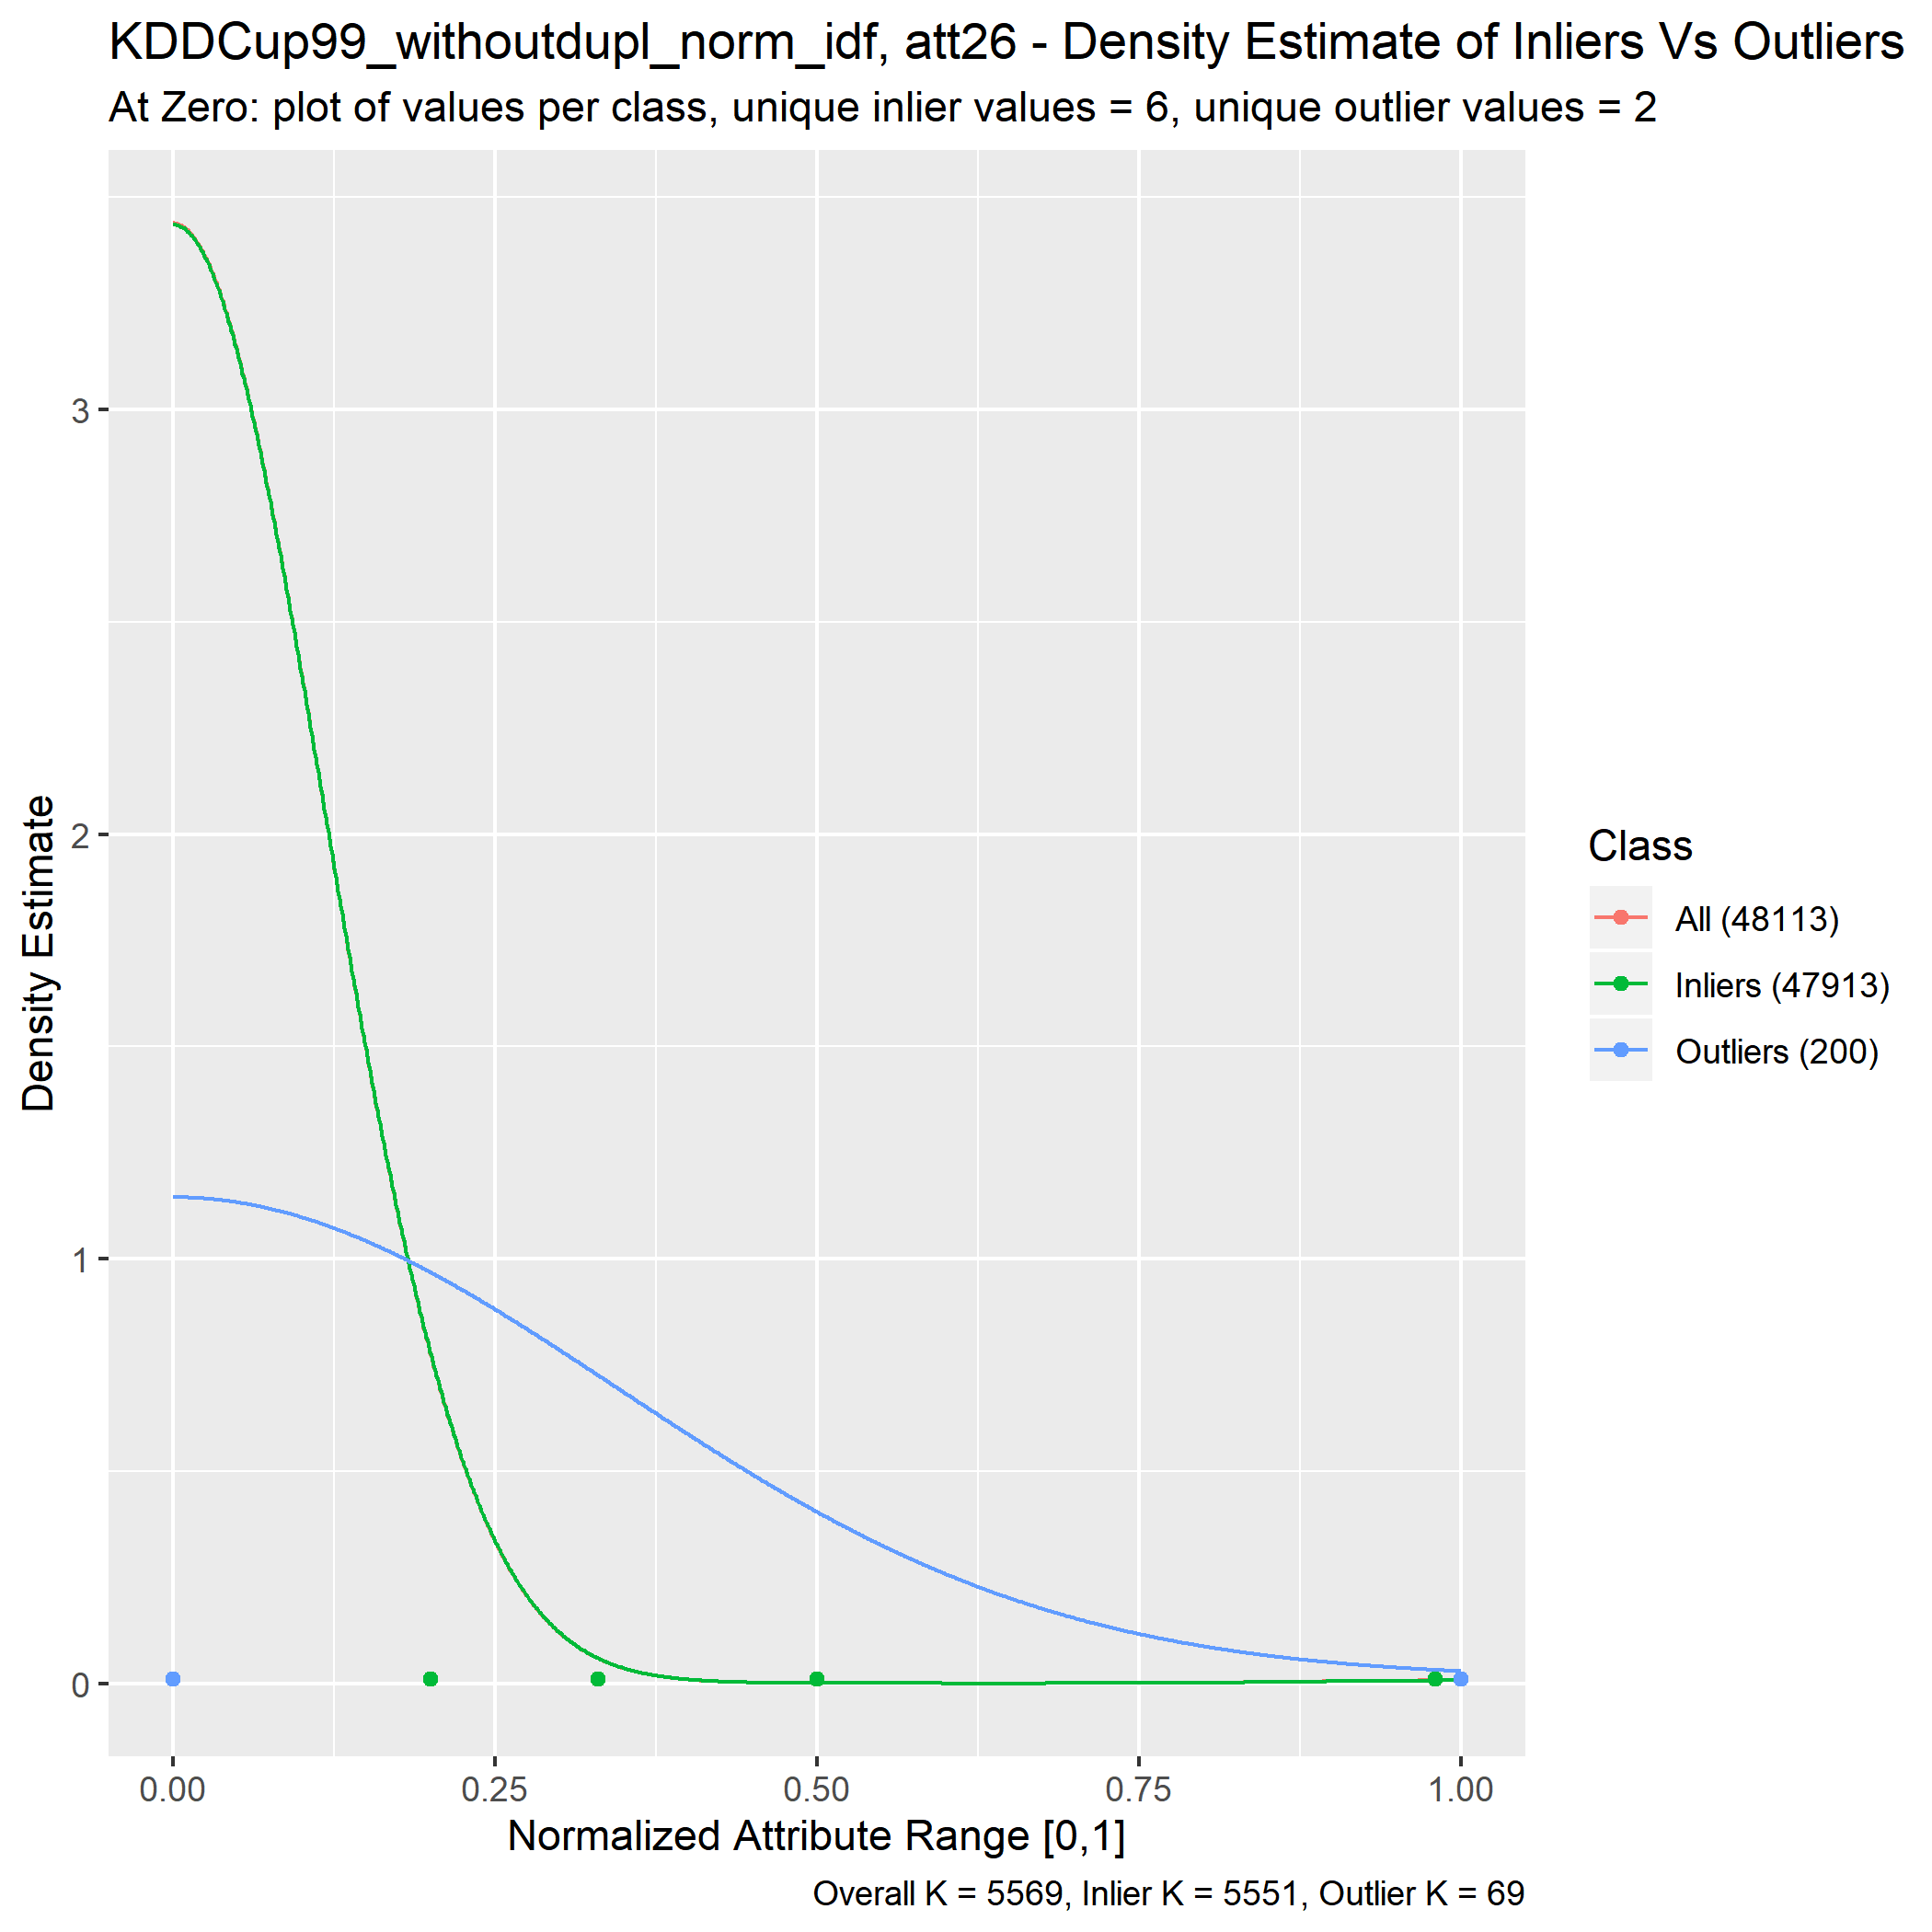 KDDCup99_withoutdupl_norm_idf, att26 - Density Estimate of Inliers Vs Outliers
At Zero: plot of values per class, unique inlier values = 6, unique outlier values = 2
3
2
1
0
Density Estimate
0.00
0.25
0.50
0.75
1.00
Normalized Attribute Range [0,1]
Overall K = 5569, Inlier K = 5551, Outlier K = 69
Class
All (48113)
Inliers (47913)
Outliers (200)